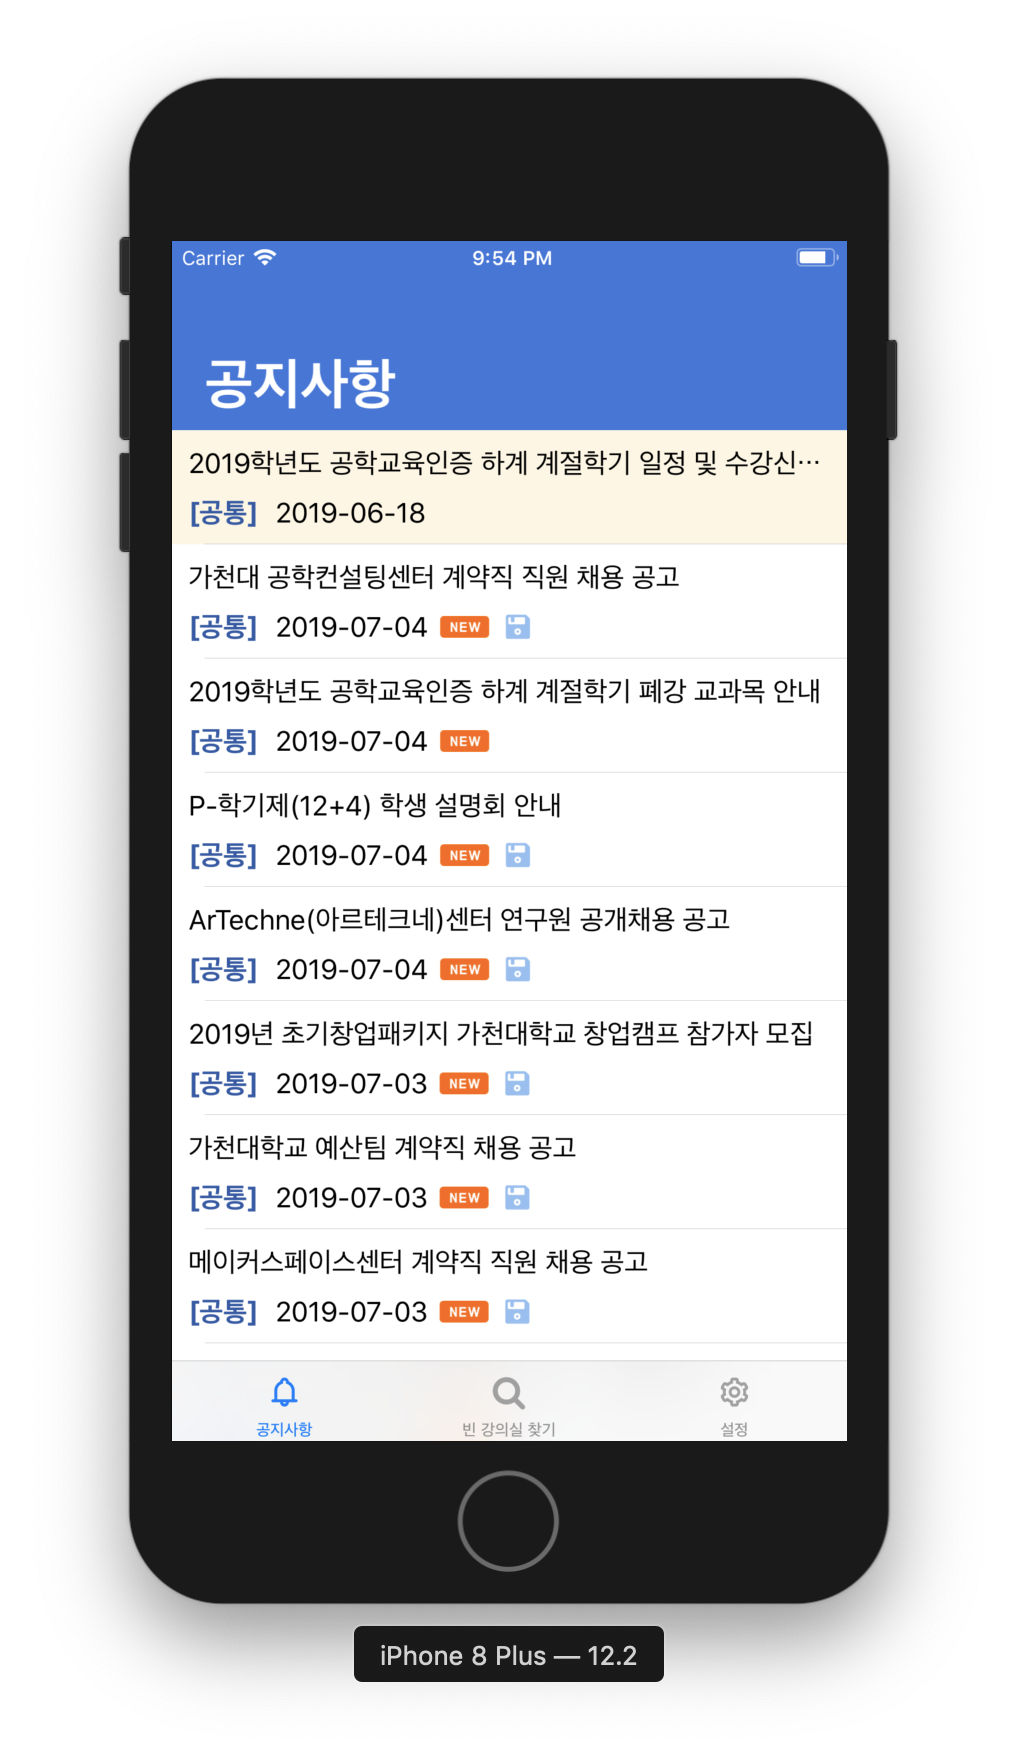 Carrier 9:54 PM
공지사항
2019학년도 공학교육인증 하계 계절학기 일정 및 수강신…
[공통] 2019-06-18
가천대 공학컨설팅센터 계약직 직원 채용 공고
[공통] 2019-07-04 NEW
2019학년도 공학교육인증 하계 계절학기 폐강 교과목 안내
[공통] 2019-07-04 NEW
P-학기제(12+4) 학생 설명회 안내
[공통] 2019-07-04 NEW
ArTechne(아르테크네)센터 연구원 공개채용 공고
[공통] 2019-07-04 NEW
2019년 초기창업패키지 가천대학교 창업캠프 참가자 모집
[공통] 2019-07-03 NEW
가천대학교 예산팀 계약직 채용 공고
[공통] 2019-07-03 NEW
메이커스페이스센터 계약직 직원 채용 공고
[공통] 2019-07-03 NEW
공지사항 빈 강의실 찾기 설정
iPhone 8 Plus — 12.2